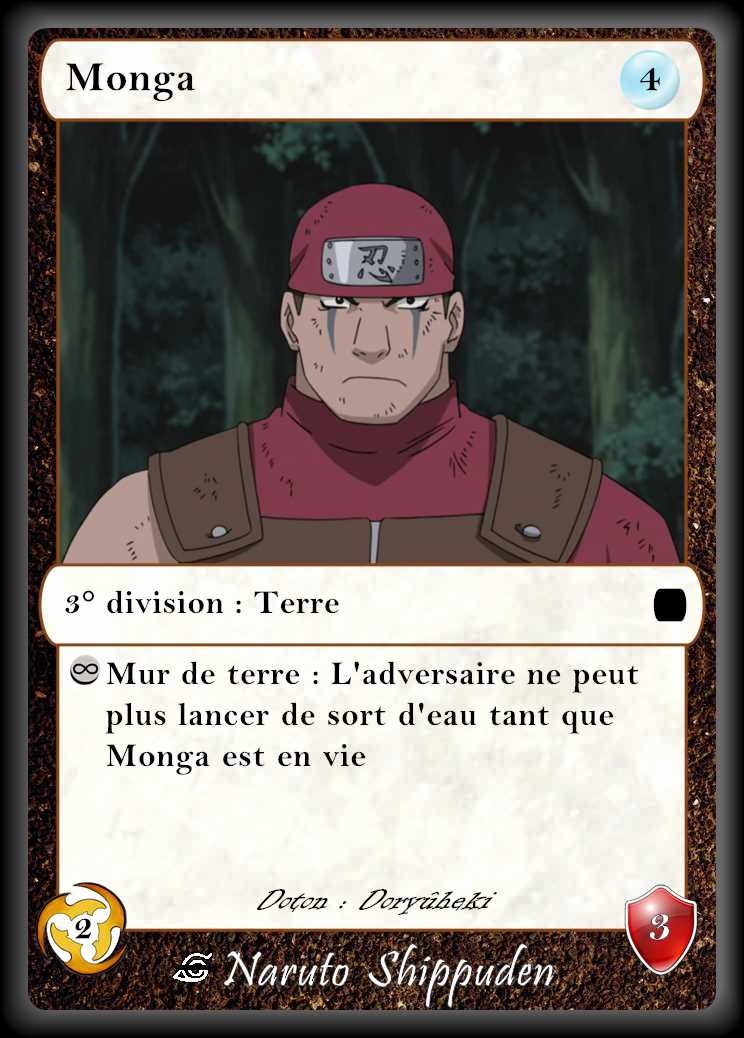 Monga
4
忍
3° division : Terre
∞ Mur de terre : L'adversaire ne peut
plus lancer de sort d'eau tant que
Monga est en vie
Doton : Doryûheki
2
3
Naruto Shippuden